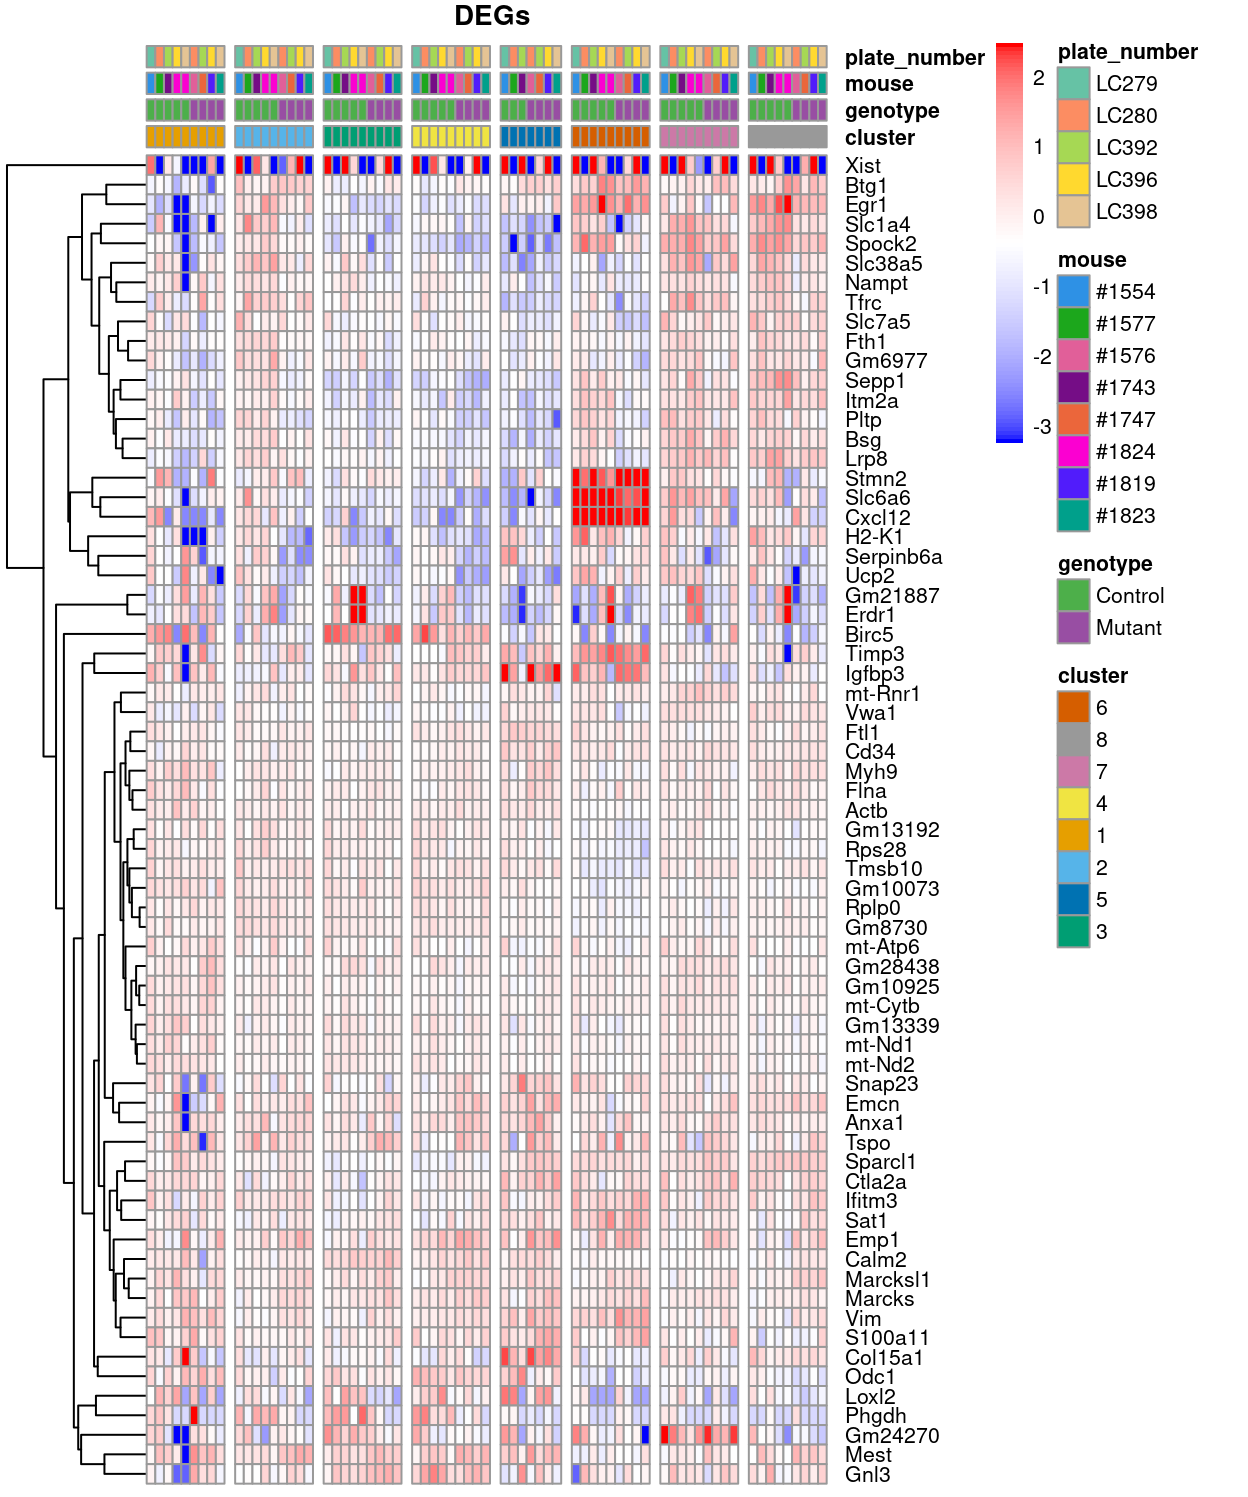 DEGs
plate_number
mouse
genotype
cluster
Xist
Btg1
Egr1
Slc1a4
Spock2
Slc38a5
Nampt
Tfrc
Slc7a5
Fth1
Gm6977
Sepp1
Itm2a
Pltp
Bsg
Lrp8
Stmn2
Slc6a6
Cxcl12
H2-K1
Serpinb6a
Ucp2
Gm21887
Erdr1
Birc5
Timp3
Igfbp3
mt-Rnr1
Vwa1
Ftl1
Cd34
Myh9
Flna
Actb
Gm13192
Rps28
Tmsb10
Gm10073
Rplp0
Gm8730
mt-Atp6
Gm28438
Gm10925
mt-Cytb
Gm13339
mt-Nd1
mt-Nd2
Snap23
Emcn
Anxa1
Tspo
Sparcl1
Ctla2a
Ifitm3
Sat1
Emp1
Calm2
Marcksl1
Marcks
Vim
S100a11
Col15a1
Odc1
Loxl2
Phgdh
Gm24270
Mest
Gnl3
2
1
0
-1
-2
-3
plate_number
LC279
LC280
LC392
LC396
LC398
mouse
#1554
#1577
#1576
#1743
#1747
#1824
#1819
#1823
genotype
Control
Mutant
cluster
6
8
7
4
1
2
5
3